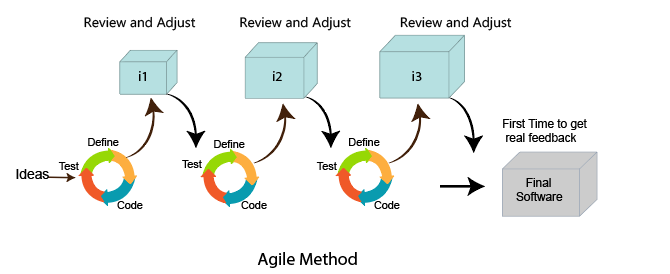 Review and Adjust
Review and Adjust
Review and Adjust
i1
i2
i3
First Time to get
real feedback
Define
Define
Define
Ideas
Test
Test
Test
Final
Software
Code
Code
Code
Agile Method